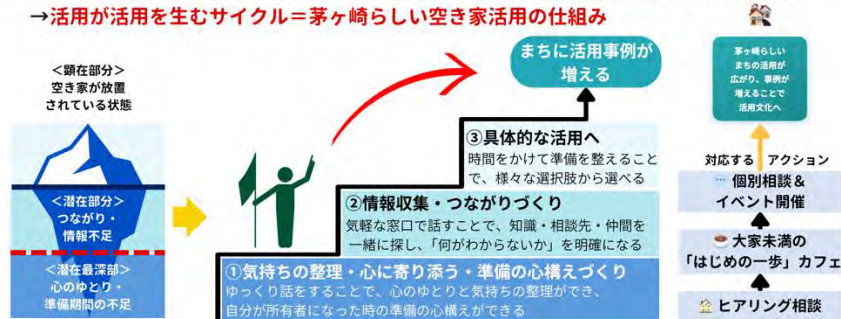 →活用が活用を生むサイクル＝茅ヶ崎らしい空き家活用の仕組み
＜顕在部分＞
空き家が放置
されている状態
＜潜在部分＞
つながり・
情報不足
＜潜在最深部＞
心のゆとり・
準備期間の不足
まちに活用事例が
増える
③具体的な活用へ
時間をかけて準備を整えること
で、様々な選択肢から選べる
②情報収集・つながりづくり
気軽な窓口で話すことで、知識・相談先・仲間を
一緒に探し、「何がわからないか」を明確になる
①気持ちの整理・心に寄り添う・準備の心構えづくり
ゆっくり話をすることで、心のゆとりと気持ちの整理ができ、
自分が所有者になった時の準備の心構えができる
茅ヶ崎らしい
まちの活用が
広がり、事例が
増えることで
活用文化へ
対応する アクション
個別相談＆
イベント開催
大家未満の
「はじめの一歩」カフェ
ヒアリング相談